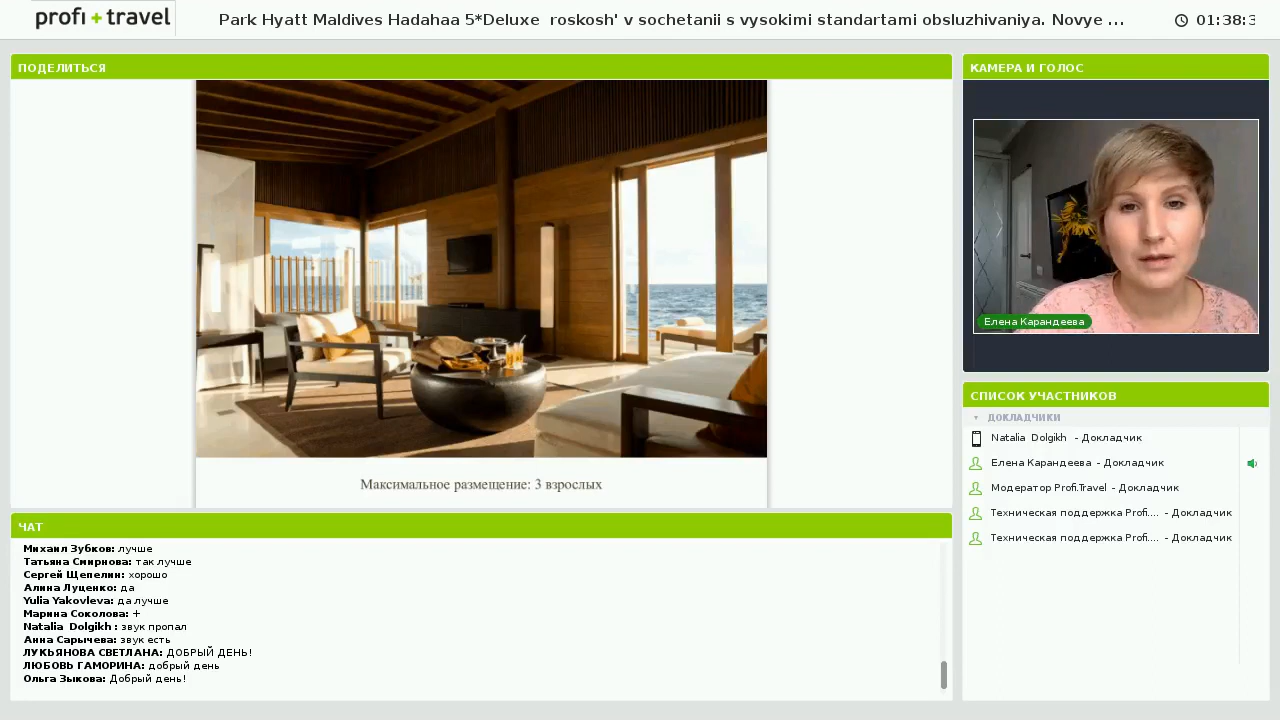 profi + travel
Park Hyatt Maldives Hadahaa 5*Deluxe roskosh' v sochetanii s vysokimi standartami obsluzhivaniya. Novye ...
01:38:3
ПОДЕЛИТЬСЯ
Максимальное размещение: 3 взрослых
ЧАТ
Михаил Зубков: лучше
Татьяна Смирнова: так лучше
Сергей Щепелин: хорошо
Алина Луценко: да
Yulia Yakovleva: да лучше
Марина Соколова: +
Natalia Dolgikh : звук пропал
Анна Сарычева: звук есть
ЛУКЬЯНОВА СВЕТЛАНА: ДОБРЫЙ ДЕНЬ!
ЛЮБОВЬ ГАМОРИНА: добрый день
Ольга Зыкова: Добрый день!
КАМЕРА И ГОЛОС
Елена Карандеева
СПИСОК УЧАСТНИКОВ
ДОКЛАДЧИКИ
Natalia Dolgikh - Докладчик
Елена Карандеева - Докладчик
Модератор Profi.Travel - Докладчик
Техническая поддержка Profi.... - Докладчик
Техническая поддержка Profi.... - Докладчик